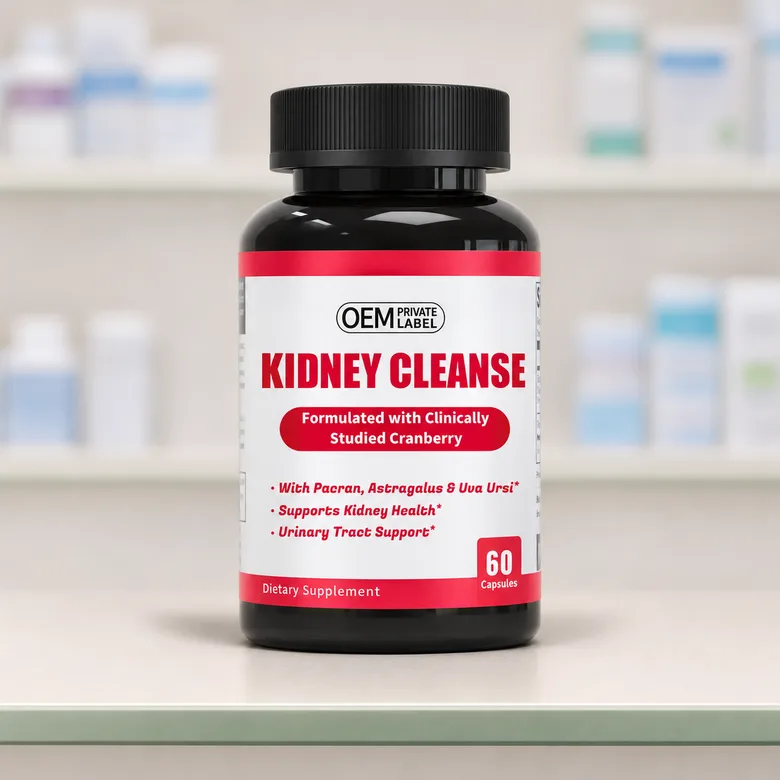 OEM PRIVATE LABEL
KIDNEY CLEANSE
Formulated with Clinically
Studied Cranberry
• With Pacran, Astragalus & Uva Ursi*
• Supports Kidney Health*
• Urinary Tract Support*
60
Capsules
Dietary Supplement